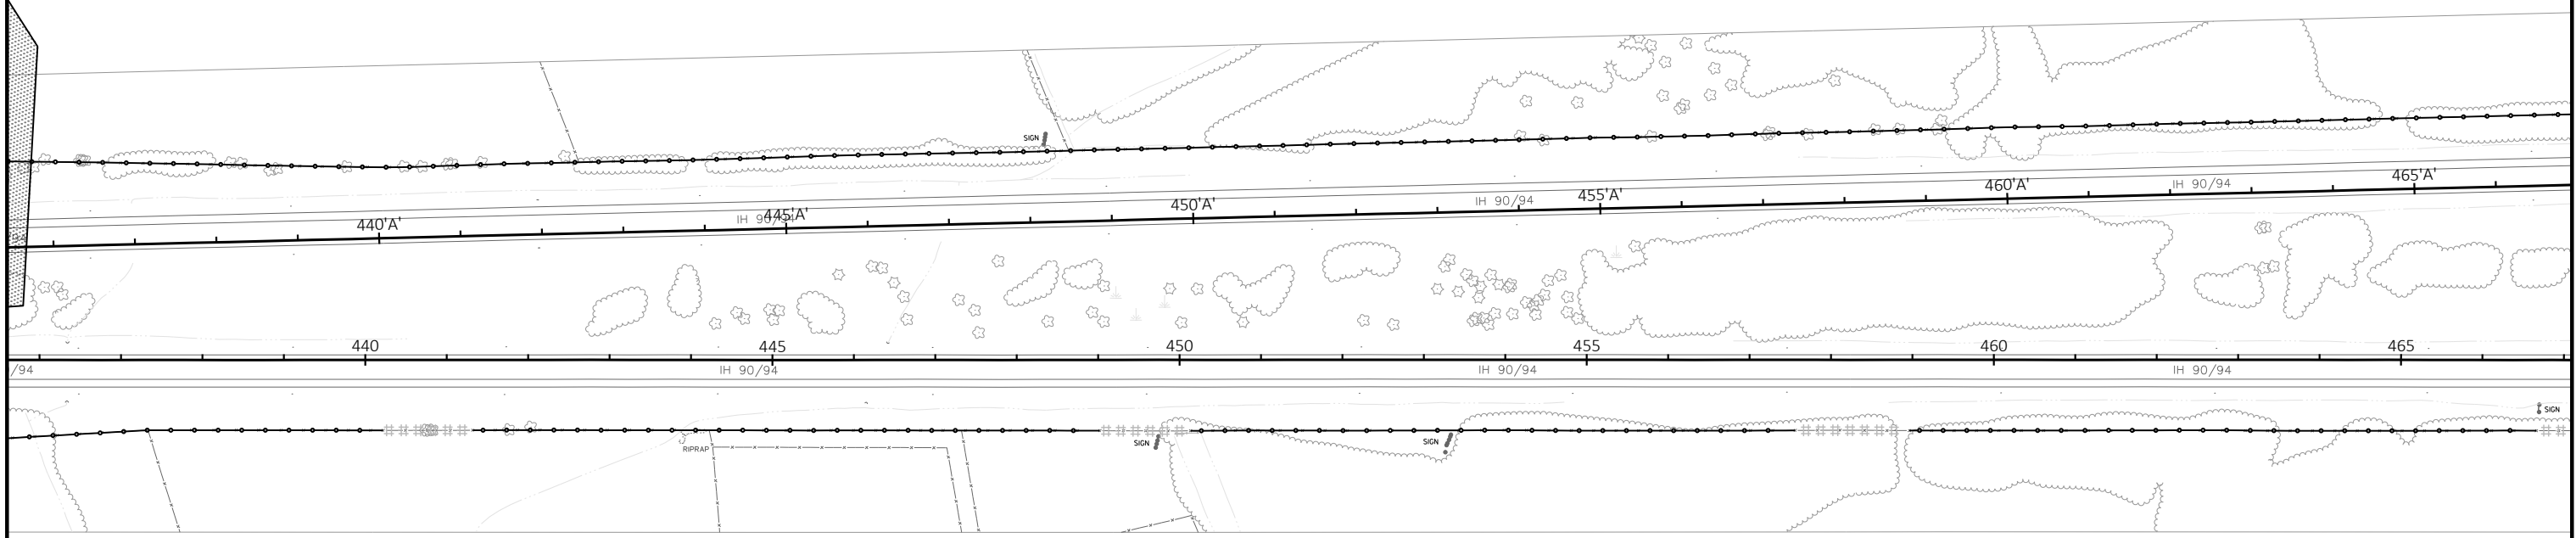 SIGN
465'A'
460'A'
IH 90/94
455'A'
IH 90/94
450'A'
445'A'
IH 90/94
440'A'
440
445
450
455
460
465
/94
IH 90/94
IH 90/94
IH 90/94
SIGN
SIGN
SIGN
RIPRAP